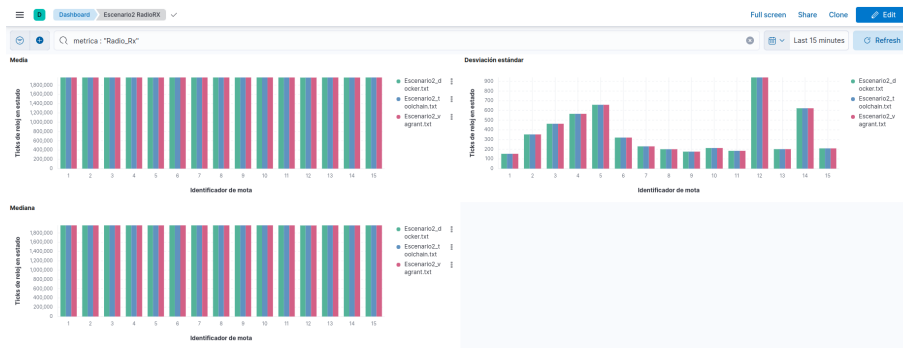 D Dashboard Escenario2 RadioRX Full screen Share Clone Edit
metrica : "Radio_Rx" Last 15 minutes Refresh
Media
Ticks de reloj en estado
1,800,000
1,600,000
1,400,000
1,200,000
1,000,000
800,000
600,000
400,000
200,000
0
1 2 3 4 5 6 7 8 9 10 11 12 13 14 15
Identificador de mota
Escenario2_d
ocker.txt
Escenario2_t
oolchain.txt
Escenario2_v
agrant.txt
Desviación estándar
Ticks de reloj en estado
900
800
700
600
500
400
300
200
100
0
1 2 3 4 5 6 7 8 9 10 11 12 13 14 15
Identificador de mota
Escenario2_d
ocker.txt
Escenario2_t
oolchain.txt
Escenario2_v
agrant.txt
Mediana
Ticks de reloj en estado
1,800,000
1,600,000
1,400,000
1,200,000
1,000,000
800,000
600,000
400,000
200,000
0
1 2 3 4 5 6 7 8 9 10 11 12 13 14 15
Identificador de mota
Escenario2_d
ocker.txt
Escenario2_t
oolchain.txt
Escenario2_v
agrant.txt